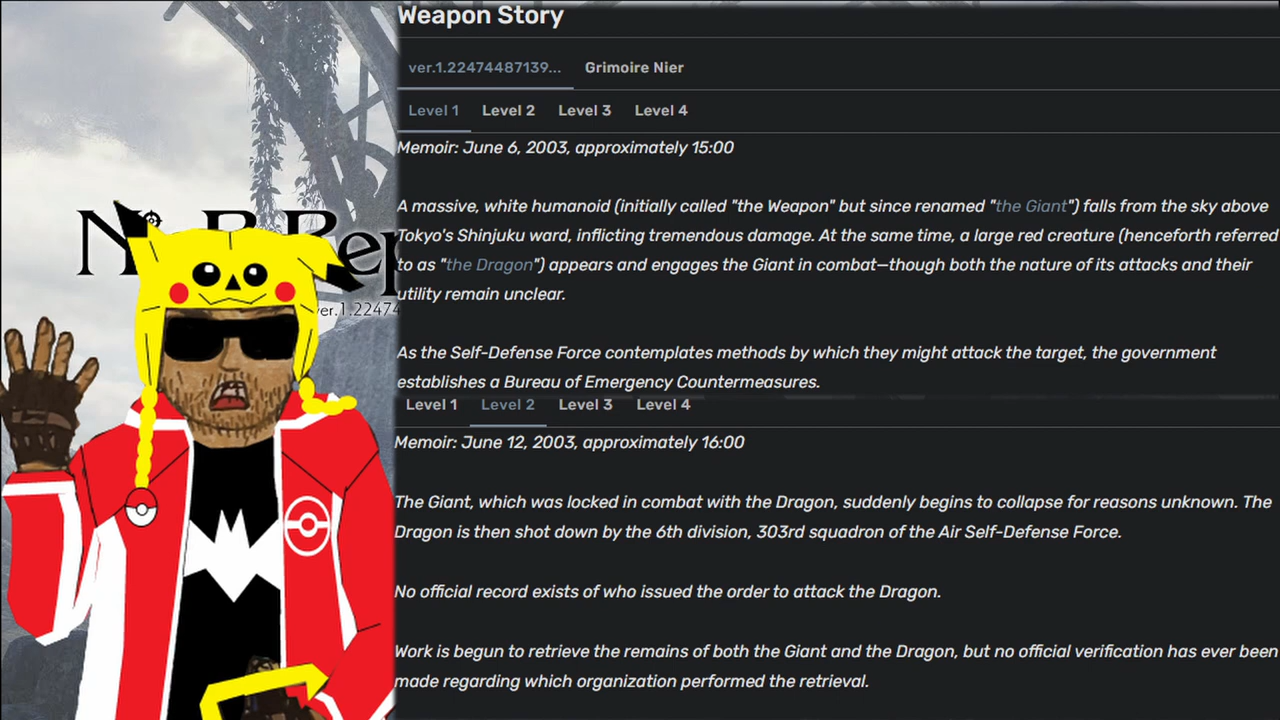 Weapon Story
ver.1.22474487139... Grimoire Nier
Level 1 Level 2 Level 3 Level 4
Memoir: June 6, 2003, approximately 15:00
A massive, white humanoid (initially called "the Weapon" but since renamed "the Giant") falls from the sky above
Tokyo's Shinjuku ward, inflicting tremendous damage. At the same time, a large red creature (henceforth referred
to as "the Dragon") appears and engages the Giant in combat—though both the nature of its attacks and their
utility remain unclear.
As the Self-Defense Force contemplates methods by which they might attack the target, the government
establishes a Bureau of Emergency Countermeasures.
Level 1 Level 2 Level 3 Level 4
Memoir: June 12, 2003, approximately 16:00
The Giant, which was locked in combat with the Dragon, suddenly begins to collapse for reasons unknown. The
Dragon is then shot down by the 6th division, 303rd squadron of the Air Self-Defense Force.
No official record exists of who issued the order to attack the Dragon.
Work is begun to retrieve the remains of both the Giant and the Dragon, but no official verification has ever been
made regarding which organization performed the retrieval.
ver.1.22474